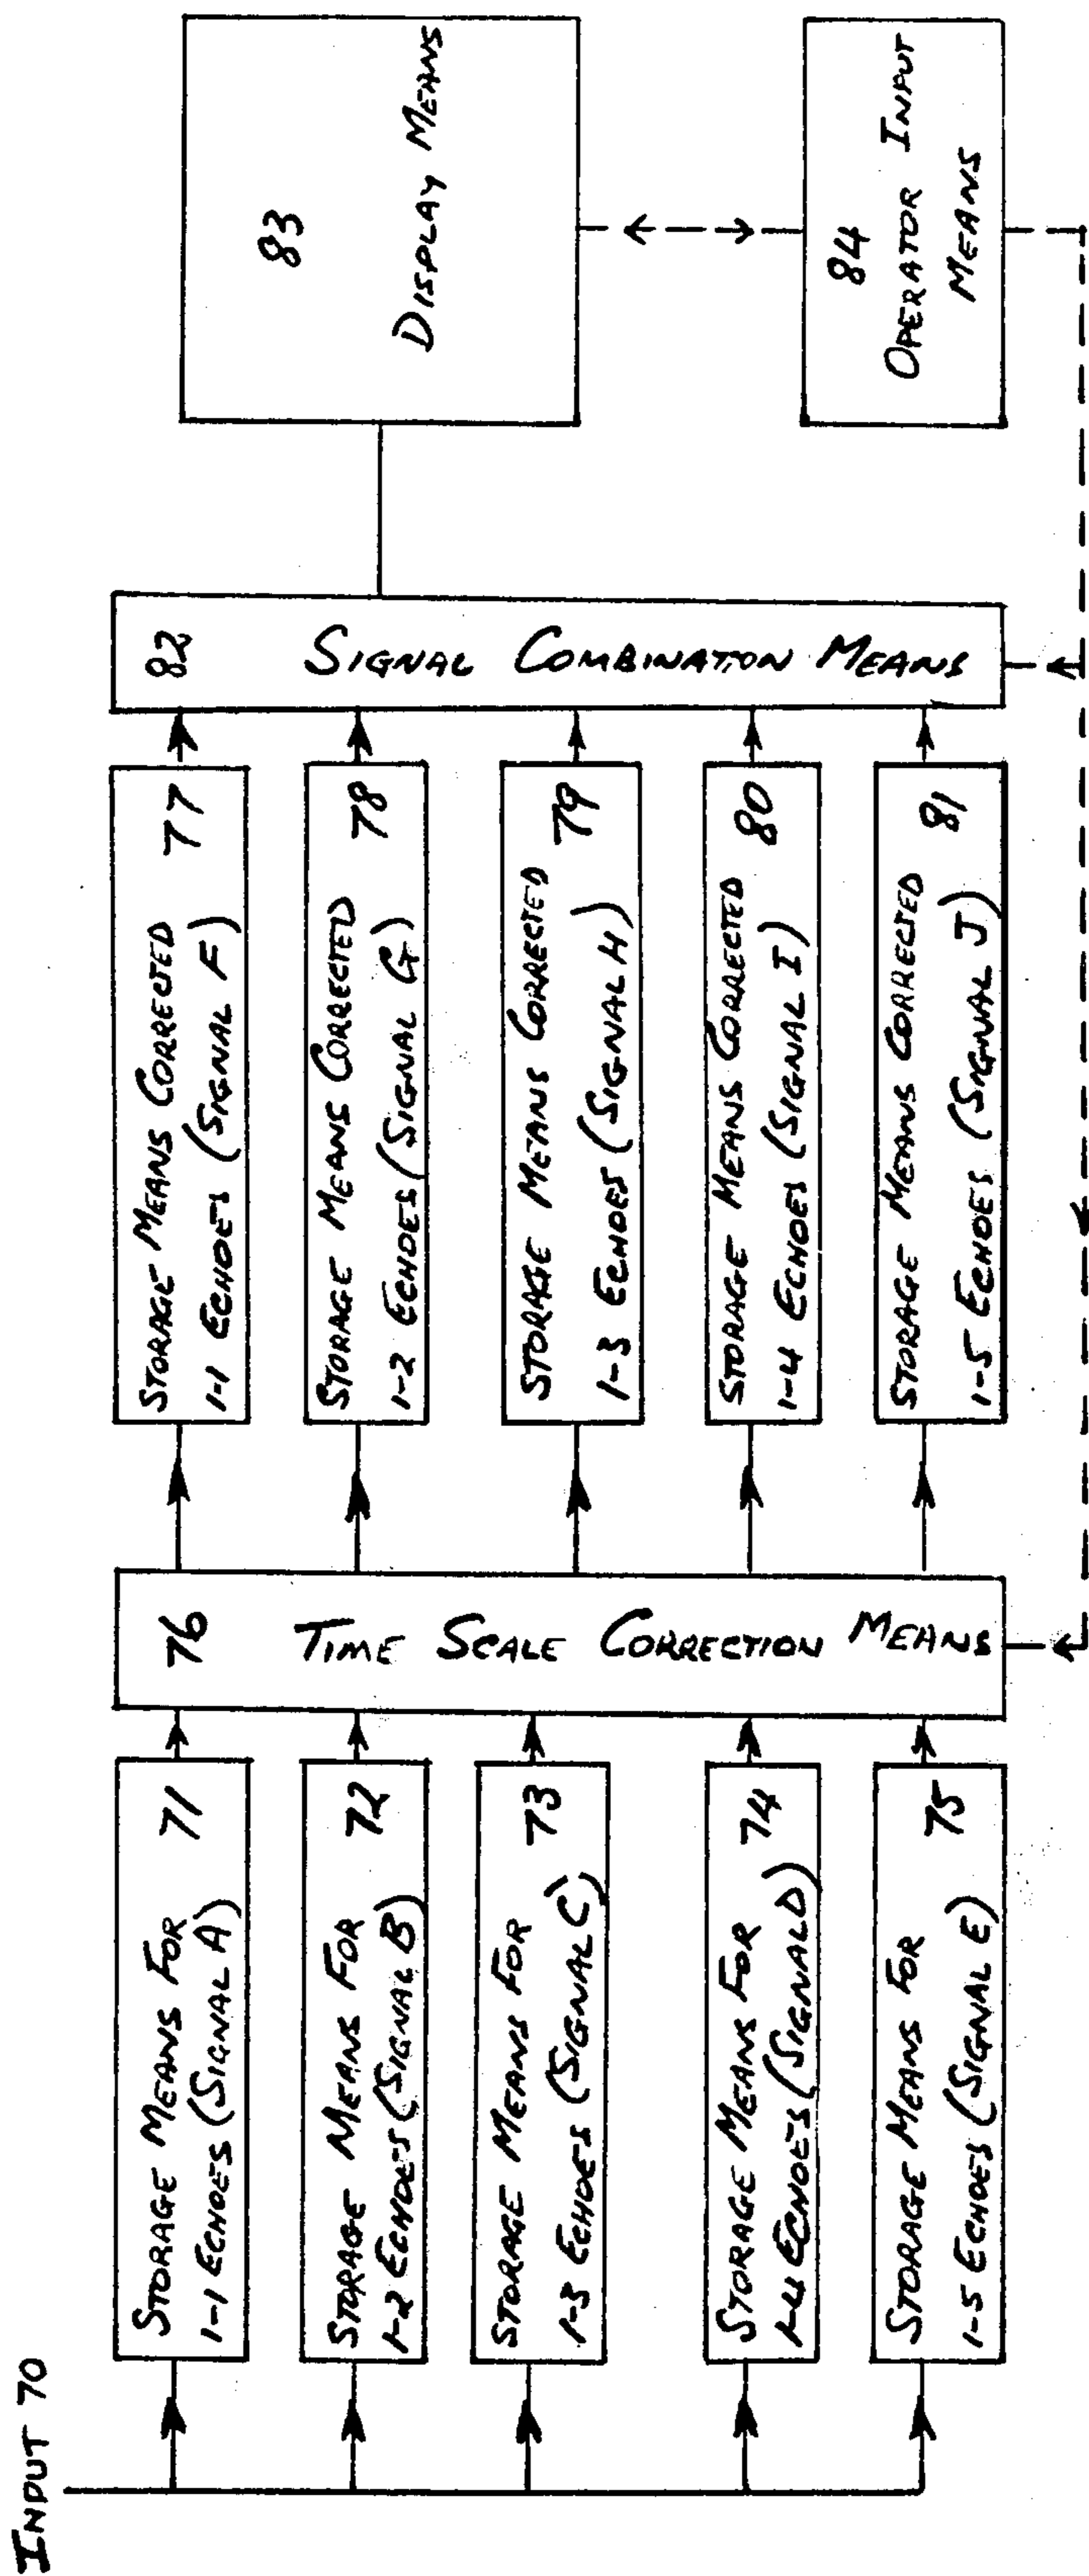 INPUT 70
STORAGE MEANS FOR
1-1 ECHOES (SIGNAL A)
71
STORAGE MEANS FOR
1-2 ECHOES (SIGNAL B)
72
STORAGE MEANS FOR
1-3 ECHOES (SIGNAL C)
73
STORAGE MEANS FOR
1-4 ECHOES (SIGNAL D)
74
STORAGE MEANS FOR
1-5 ECHOES (SIGNAL E)
75
76
TIME SCALE CORRECTION MEANS
STORAGE MEANS CORRECTED
1-1 ECHOES (SIGNAL F)
77
STORAGE MEANS CORRECTED
1-2 ECHOES (SIGNAL G)
78
STORAGE MEANS CORRECTED
1-3 ECHOES (SIGNAL H)
79
STORAGE MEANS CORRECTED
1-4 ECHOES (SIGNAL I)
80
STORAGE MEANS CORRECTED
1-5 ECHOES (SIGNAL J)
81
82
SIGNAL COMBINATION MEANS
83
DISPLAY MEANS
84
OPERATOR INPUT
MEANS